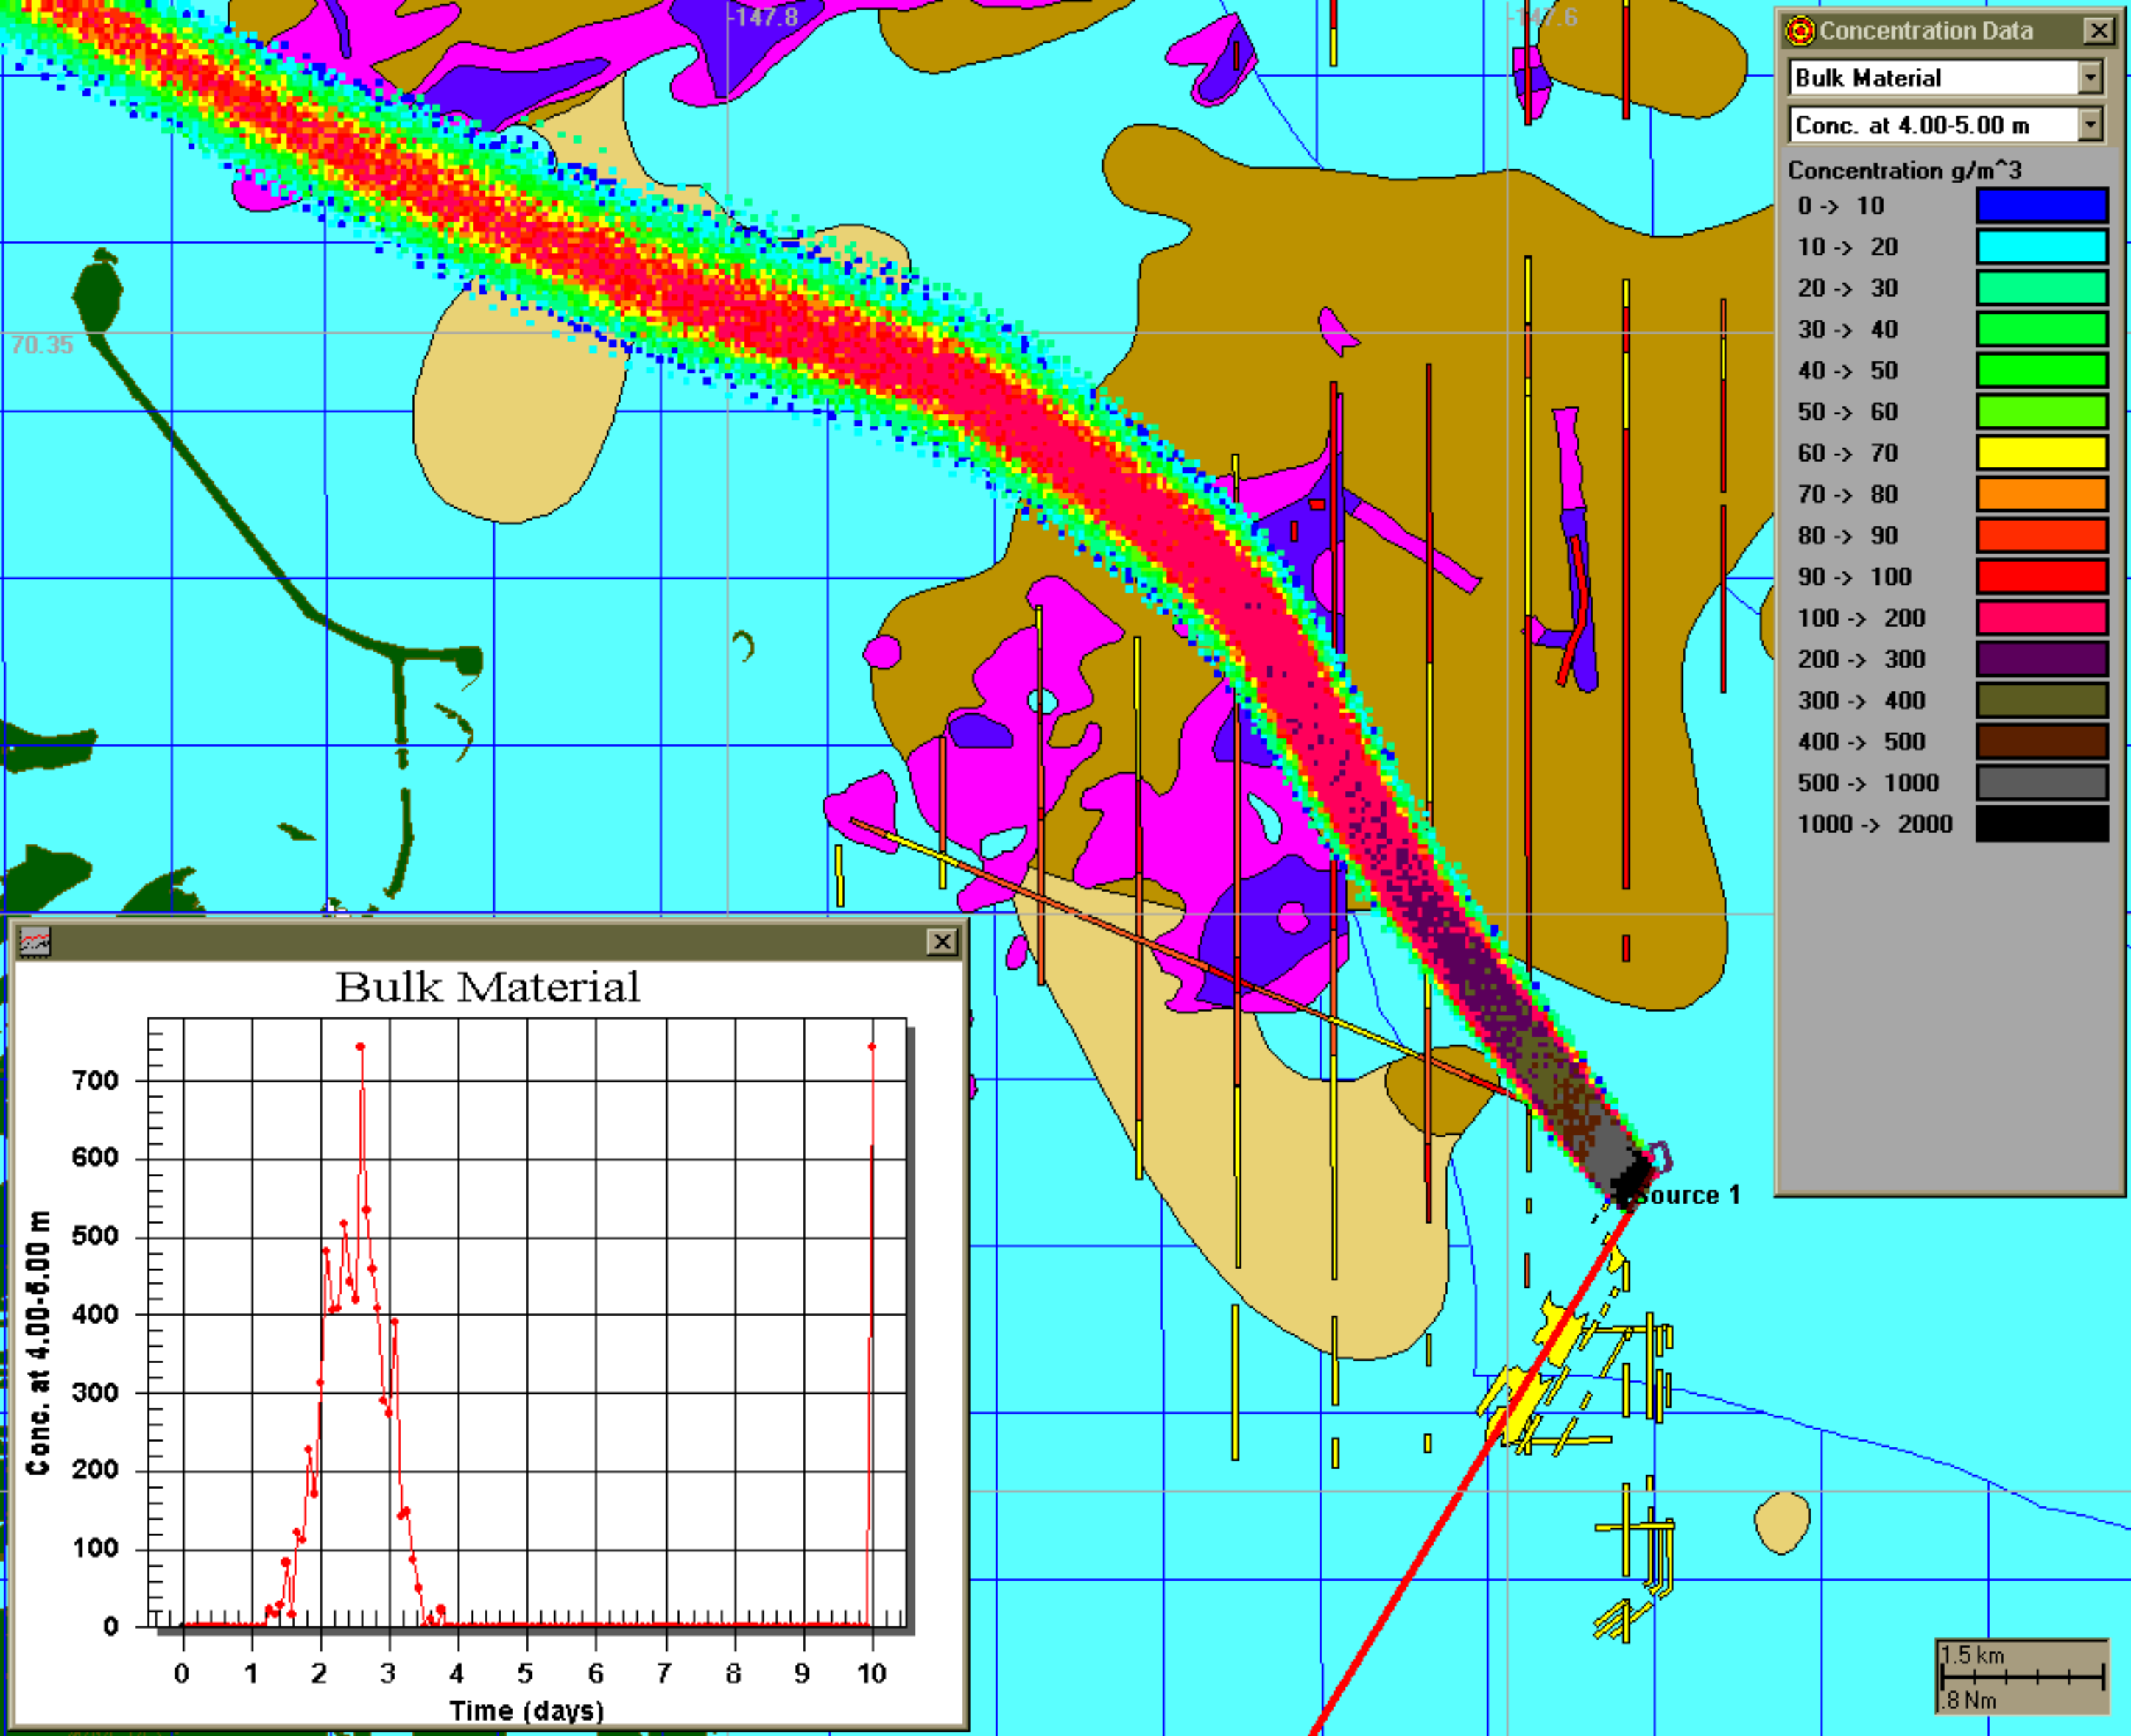 -147.8
-147.6
70.35
Concentration Data
Bulk Material
Conc. at 4.00-5.00 m
Concentration g/m^3
0 -> 10
10 -> 20
20 -> 30
30 -> 40
40 -> 50
50 -> 60
60 -> 70
70 -> 80
80 -> 90
90 -> 100
100 -> 200
200 -> 300
300 -> 400
400 -> 500
500 -> 1000
1000 -> 2000
Source 1
Bulk Material
Conc. at 4.00-5.00 m
700
600
500
400
300
200
100
0
0 1 2 3 4 5 6 7 8 9 10
Time (days)
1.5 km
.8 Nm